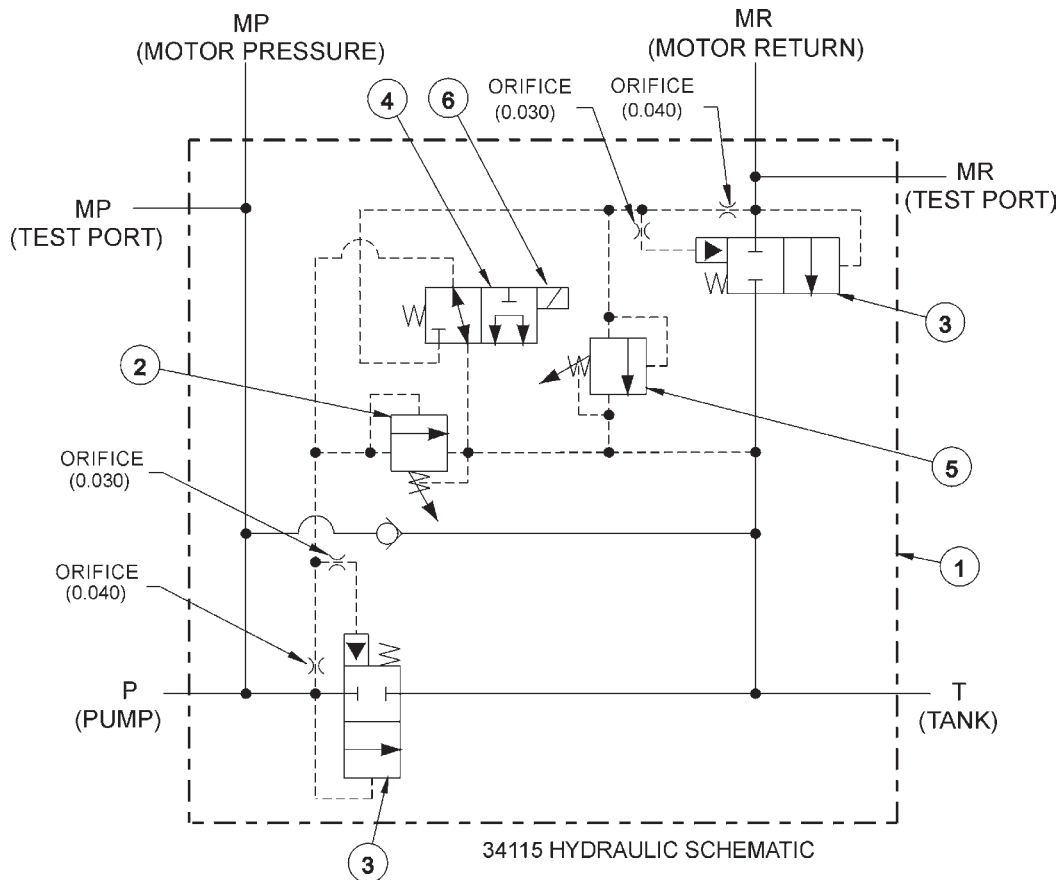 MP
(MOTOR PRESSURE)
MR
(MOTOR RETURN)
4
6
ORIFICE
(0.030)
ORIFICE
(0.040)
MR
(TEST PORT)
MP
(TEST PORT)
3
2
5
ORIFICE
(0.030)
1
ORIFICE
(0.040)
P
(PUMP)
T
(TANK)
3
34115 HYDRAULIC SCHEMATIC